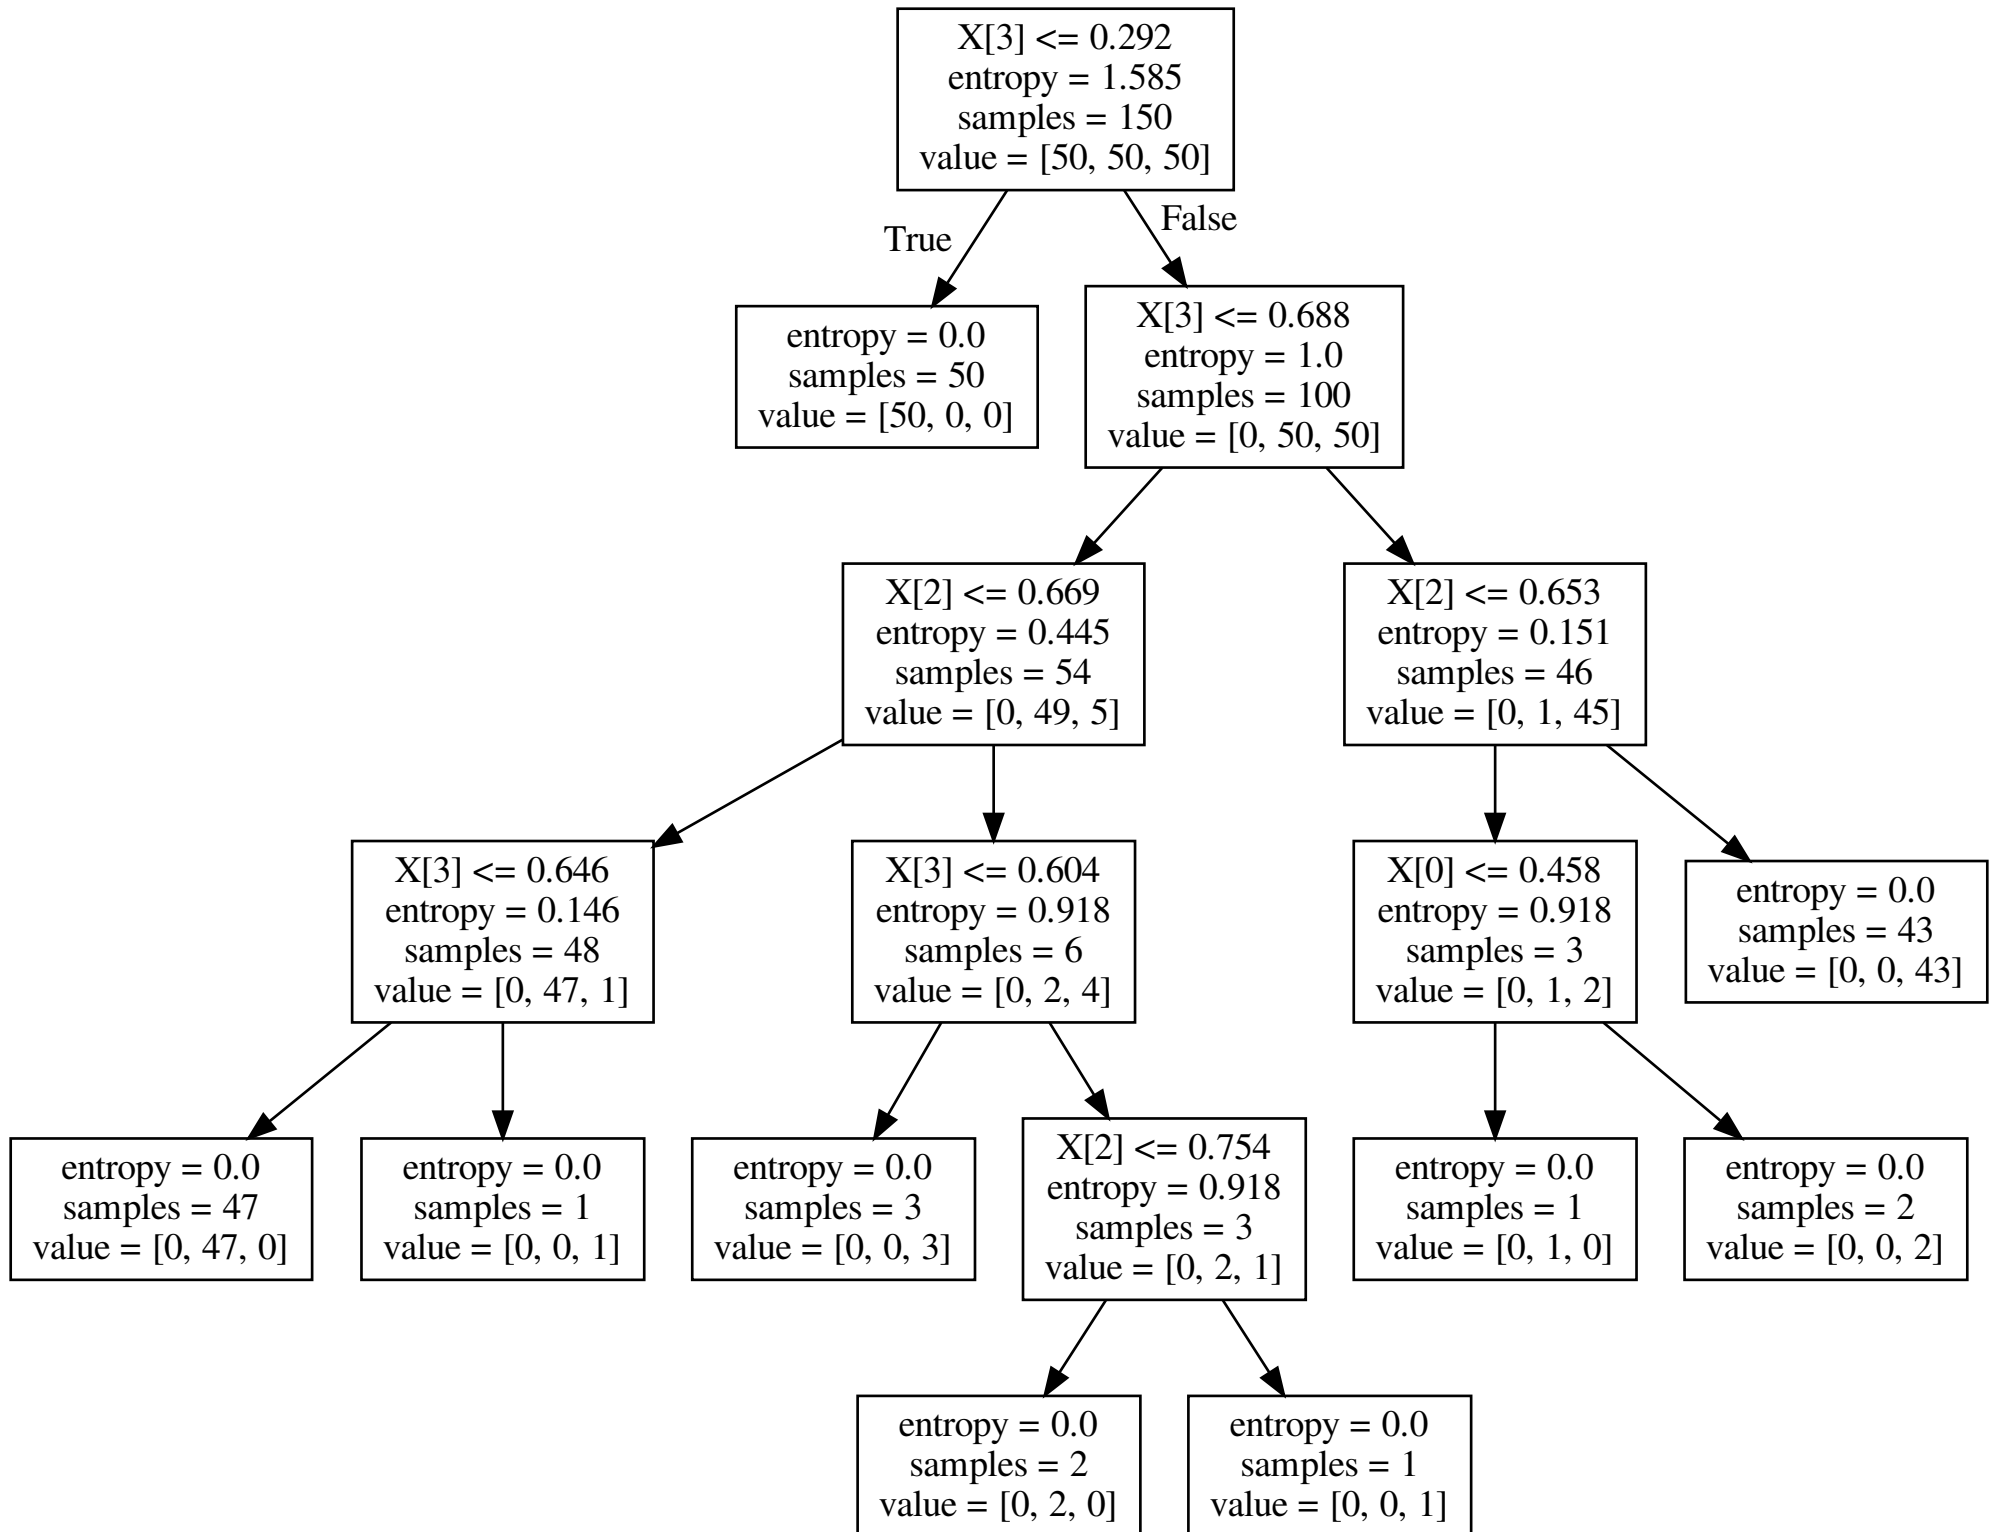 X[3] <= 0.292
entropy = 1.585
samples = 150
value = [50, 50, 50]
True
False
entropy = 0.0
samples = 50
value = [50, 0, 0]
X[3] <= 0.688
entropy = 1.0
samples = 100
value = [0, 50, 50]
X[2] <= 0.669
entropy = 0.445
samples = 54
value = [0, 49, 5]
X[2] <= 0.653
entropy = 0.151
samples = 46
value = [0, 1, 45]
X[3] <= 0.646
entropy = 0.146
samples = 48
value = [0, 47, 1]
X[3] <= 0.604
entropy = 0.918
samples = 6
value = [0, 2, 4]
X[0] <= 0.458
entropy = 0.918
samples = 3
value = [0, 1, 2]
entropy = 0.0
samples = 43
value = [0, 0, 43]
entropy = 0.0
samples = 47
value = [0, 47, 0]
entropy = 0.0
samples = 1
value = [0, 0, 1]
entropy = 0.0
samples = 3
value = [0, 0, 3]
X[2] <= 0.754
entropy = 0.918
samples = 3
value = [0, 2, 1]
entropy = 0.0
samples = 1
value = [0, 1, 0]
entropy = 0.0
samples = 2
value = [0, 0, 2]
entropy = 0.0
samples = 2
value = [0, 2, 0]
entropy = 0.0
samples = 1
value = [0, 0, 1]